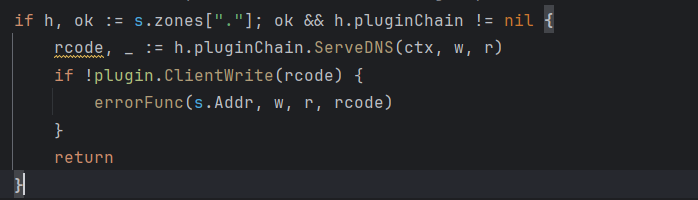 if h, ok := s.zones["."]; ok && h.pluginChain != nil {
    rcode, _ := h.pluginChain.ServeDNS(ctx, w, r)
    if !plugin.ClientWrite(rcode) {
        errorFunc(s.Addr, w, r, rcode)
    }
    return
}